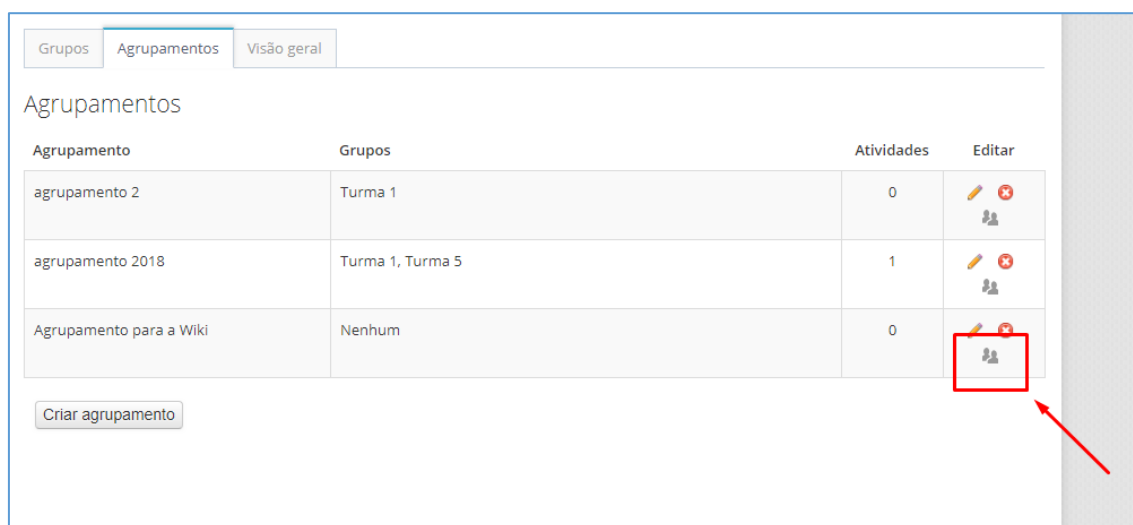 Grupos Agrupamentos Visão geral
Agrupamentos
Agrupamento Grupos Atividades Editar
agrupamento 2 Turma 1 0
agrupamento 2018 Turma 1, Turma 5 1
Agrupamento para a Wiki Nenhum 0
Criar agrupamento